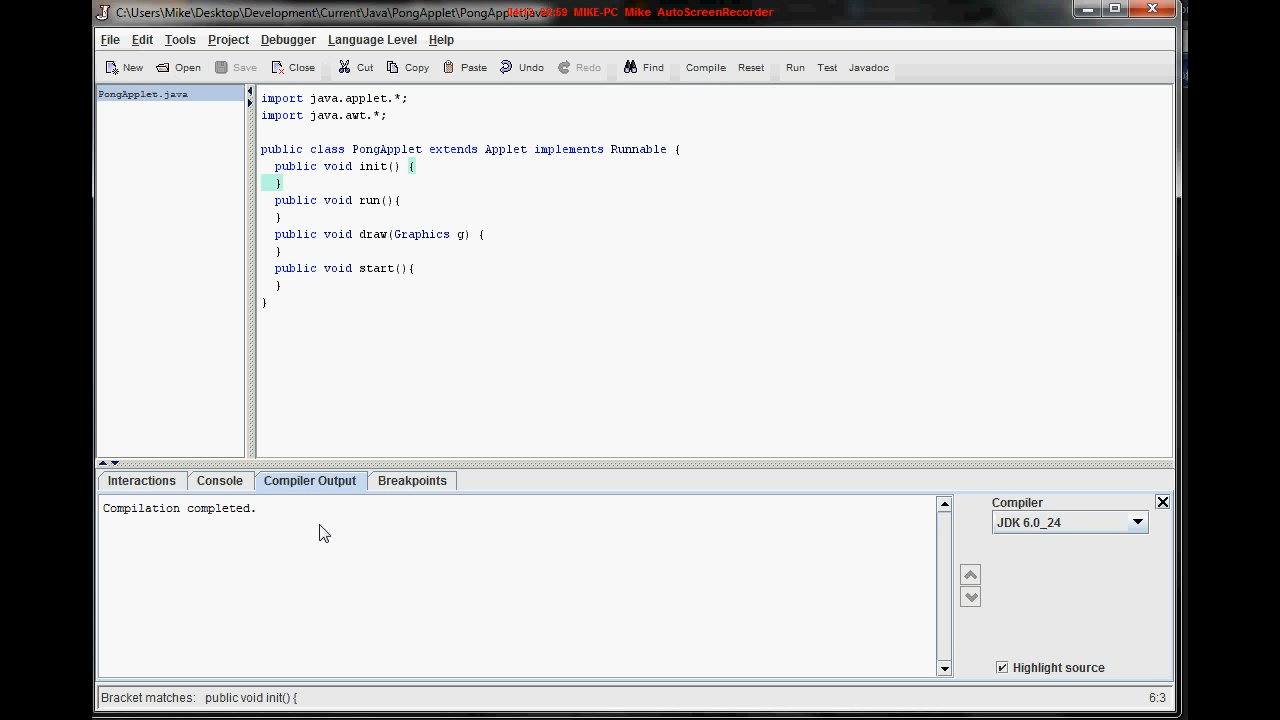 C:\Users\Mike\Desktop\Development\Current\Java\PongApplet\PongApplet.java
MIKE-PC Mike AutoScreenRecorder
File Edit Tools Project Debugger Language Level Help
New Open Save Close Cut Copy Paste Undo Redo Find Compile Reset Run Test Javadoc
PongApplet.java
import java.applet.*;
import java.awt.*;
public class PongApplet extends Applet implements Runnable {
public void init() {
}
public void run(){
}
public void draw(Graphics g) {
}
public void start(){
}
}
Interactions Console Compiler Output Breakpoints
Compilation completed.
Compiler
JDK 6.0_24
Highlight source
Bracket matches: public void init() {
6:3